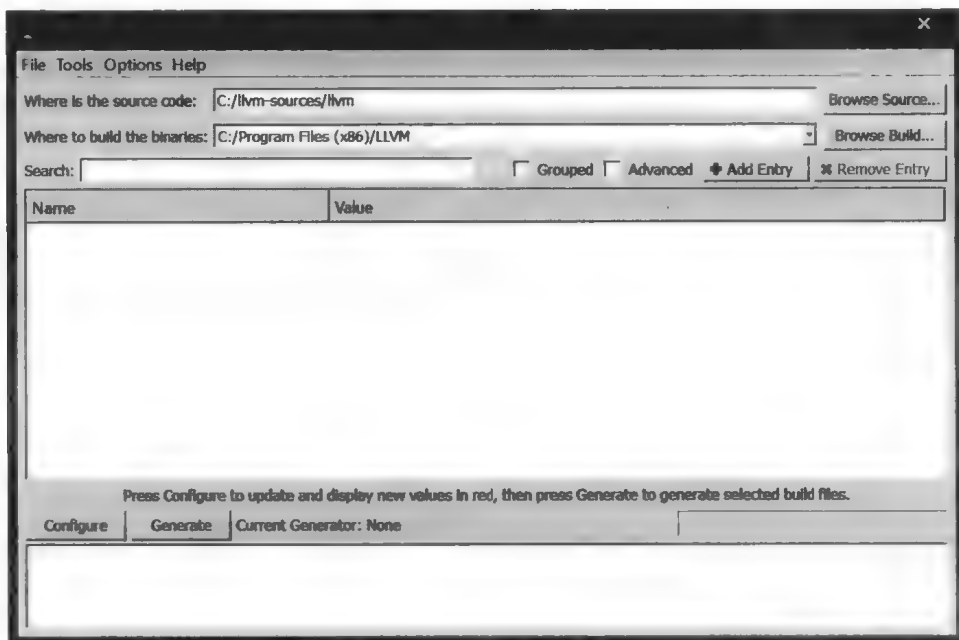 File Tools Options Help
Where is the source code: C:/llvm-sources/llvm Browse Source...
Where to build the binaries: C:/Program Files (x86)/LLVM Browse Build...
Search: Grouped Advanced Add Entry Remove Entry
Name Value
Press Configure to update and display new values in red, then press Generate to generate selected build files.
Configure Generate Current Generator: None